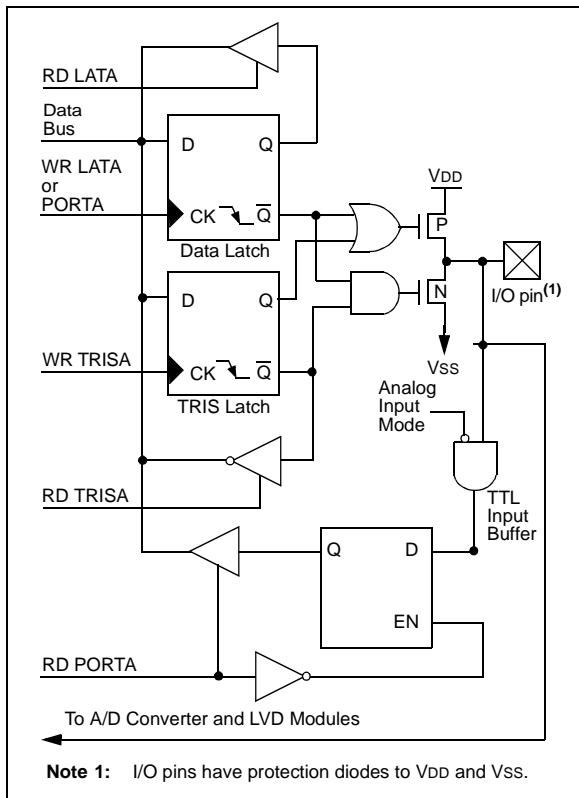 RD LATA
Data
Bus
D Q
WR LATA
or
PORTA
CK Q
Data Latch
VDD
P
N
I/O pin(1)
VSS
D Q
WR TRISA
CK Q
TRIS Latch
Analog
Input
Mode
TTL
Input
Buffer
RD TRISA
Q D
EN
RD PORTA
To A/D Converter and LVD Modules
Note 1: I/O pins have protection diodes to VDD and VSS.